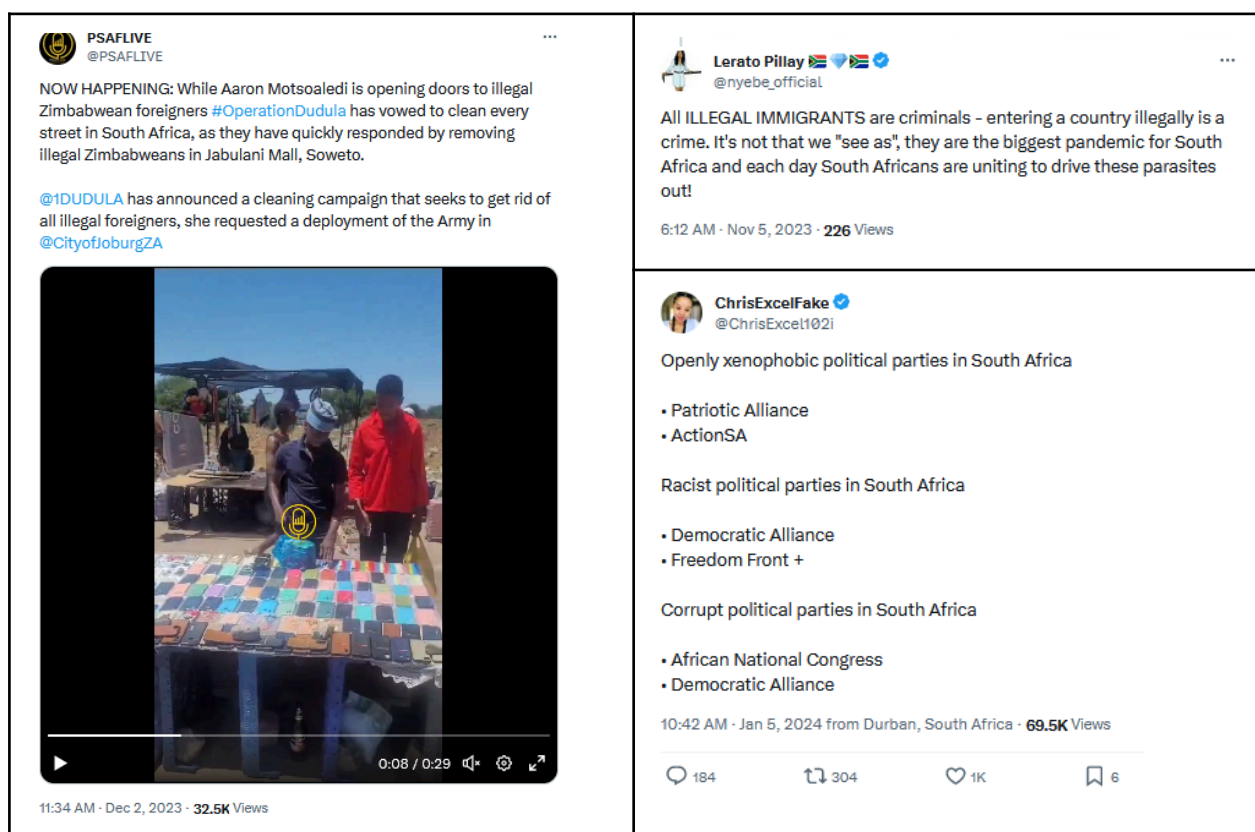 PSAFLIVE
@PSAFLIVE
NOW HAPPENING: While Aaron Motsoaledi is opening doors to illegal
Zimbabwean foreigners #OperationDudula has vowed to clean every
street in South Africa, as they have quickly responded by removing
illegal Zimbabweans in Jabulani Mall, Soweto.
@1DUDULA has announced a cleaning campaign that seeks to get rid of
all illegal foreigners, she requested a deployment of the Army in
@CityofJoburgZA
0:08 / 0:29
11:34 AM · Dec 2, 2023 · 32.5K Views
Lerato Pillay
@nyebe_official
All ILLEGAL IMMIGRANTS are criminals - entering a country illegally is a
crime. It's not that we "see as", they are the biggest pandemic for South
Africa and each day South Africans are uniting to drive these parasites
out!
6:12 AM · Nov 5, 2023 · 226 Views
ChrisExcelFake
@ChrisExcel102i
Openly xenophobic political parties in South Africa
• Patriotic Alliance
• ActionSA
Racist political parties in South Africa
• Democratic Alliance
• Freedom Front +
Corrupt political parties in South Africa
• African National Congress
• Democratic Alliance
10:42 AM · Jan 5, 2024 from Durban, South Africa · 69.5K Views
184 304 1K 6